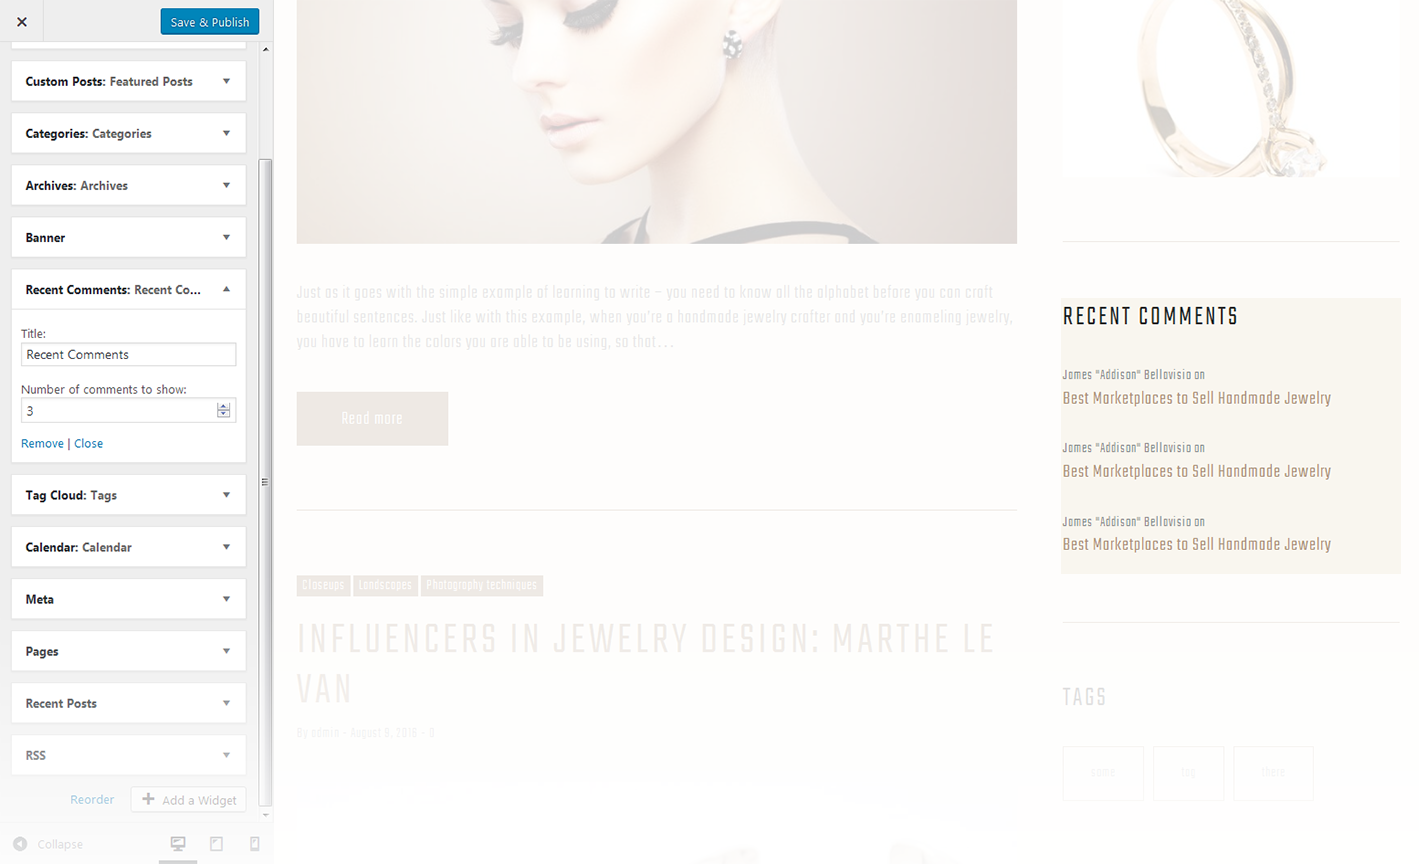 Save & Publish
Custom Posts: Featured Posts
Categories: Categories
Archives: Archives
Banner
Recent Comments: Recent Co...
Title:
Recent Comments
Number of comments to show:
3
Remove | Close
Tag Cloud: Tags
Calendar: Calendar
Meta
Pages
Recent Posts
RSS
Reorder
Add a Widget
Collapse
Just as it goes with the simple example of learning to write – you need to know all the alphabet before you can craft
beautiful sentences. Just like with this example, when you're a handmade jewelry crafter and you're enameling jewelry,
you have to learn the colors you are able to be using, so that...
Read more
Closeups Landscapes Photography techniques
INFLUENCERS IN JEWELRY DESIGN: MARTHE LE
VAN
By admin - August 9, 2016 - 0
RECENT COMMENTS
James "Addison" Bellavisio on
Best Marketplaces to Sell Handmade Jewelry
James "Addison" Bellavisio on
Best Marketplaces to Sell Handmade Jewelry
James "Addison" Bellavisio on
Best Marketplaces to Sell Handmade Jewelry
TAGS